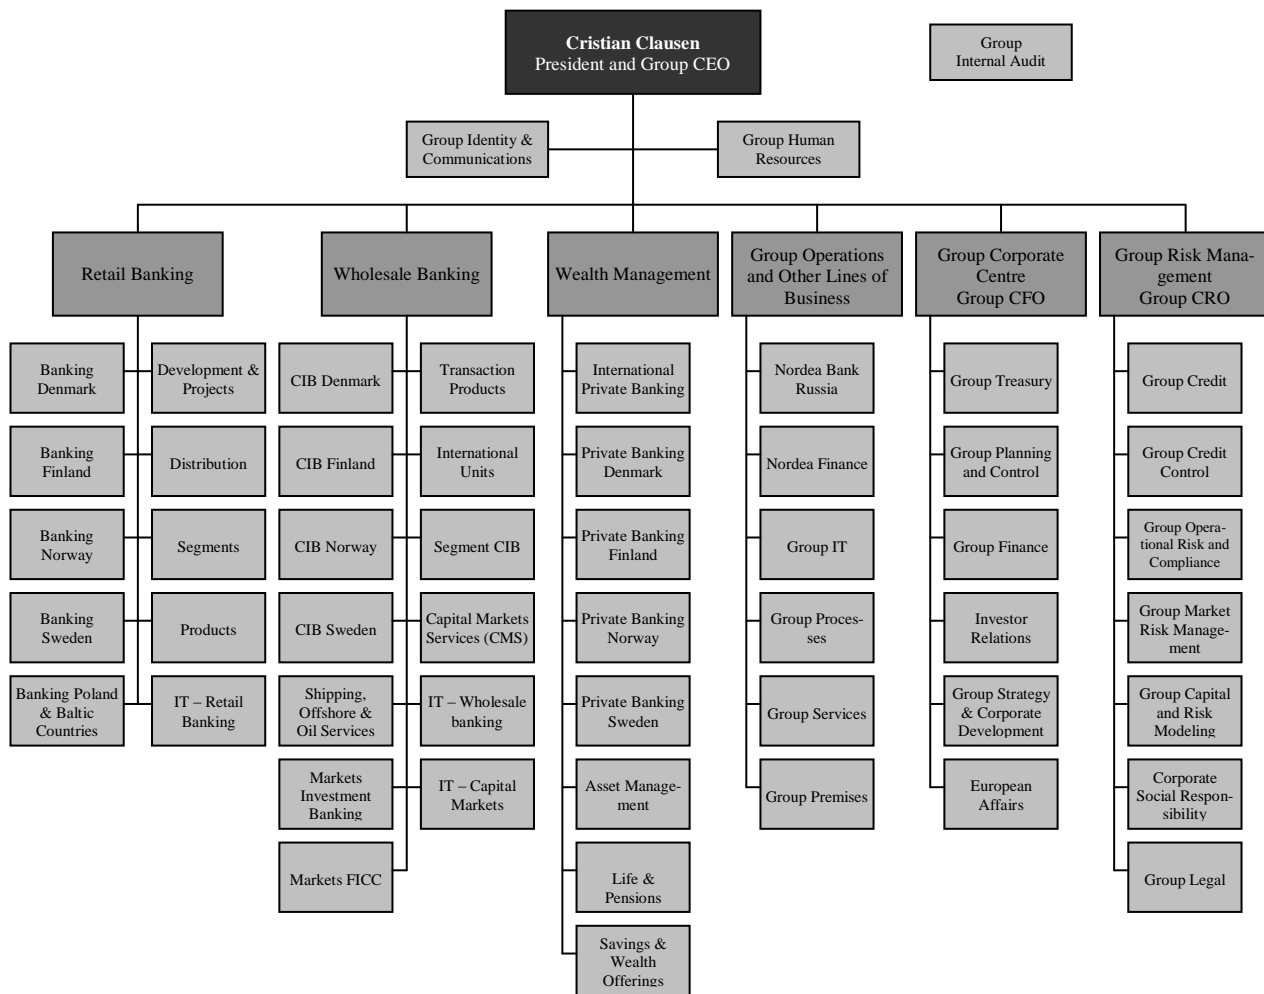 Cristian Clausen
President and Group CEO
Group
Internal Audit
Group Identity &
Communications
Group Human
Resources
Retail Banking
Wholesale Banking
Wealth Management
Group Operations
and Other Lines of
Business
Group Corporate
Centre
Group CFO
Group Risk Mana-
gement
Group CRO
Banking
Denmark
Banking
Finland
Banking
Norway
Banking
Sweden
Banking Poland
& Baltic
Countries
Development &
Projects
Distribution
Segments
Products
IT – Retail
Banking
CIB Denmark
CIB Finland
CIB Norway
CIB Sweden
Shipping,
Offshore &
Oil Services
Markets
Investment
Banking
Markets FICC
Transaction
Products
International
Units
Segment CIB
Capital Markets
Services (CMS)
IT – Wholesale
banking
IT – Capital
Markets
International
Private Banking
Private Banking
Denmark
Private Banking
Finland
Private Banking
Norway
Private Banking
Sweden
Asset Manage-
ment
Life &
Pensions
Savings &
Wealth
Offerings
Nordea Bank
Russia
Nordea Finance
Group IT
Group Proces-
ses
Group Services
Group Premises
Group Treasury
Group Planning
and Control
Group Finance
Investor
Relations
Group Strategy
& Corporate
Development
European
Affairs
Group Credit
Group Credit
Control
Group Opera-
tional Risk and
Compliance
Group Market
Risk Manage-
ment
Group Capital
and Risk
Modeling
Corporate
Social Respon-
sibility
Group Legal